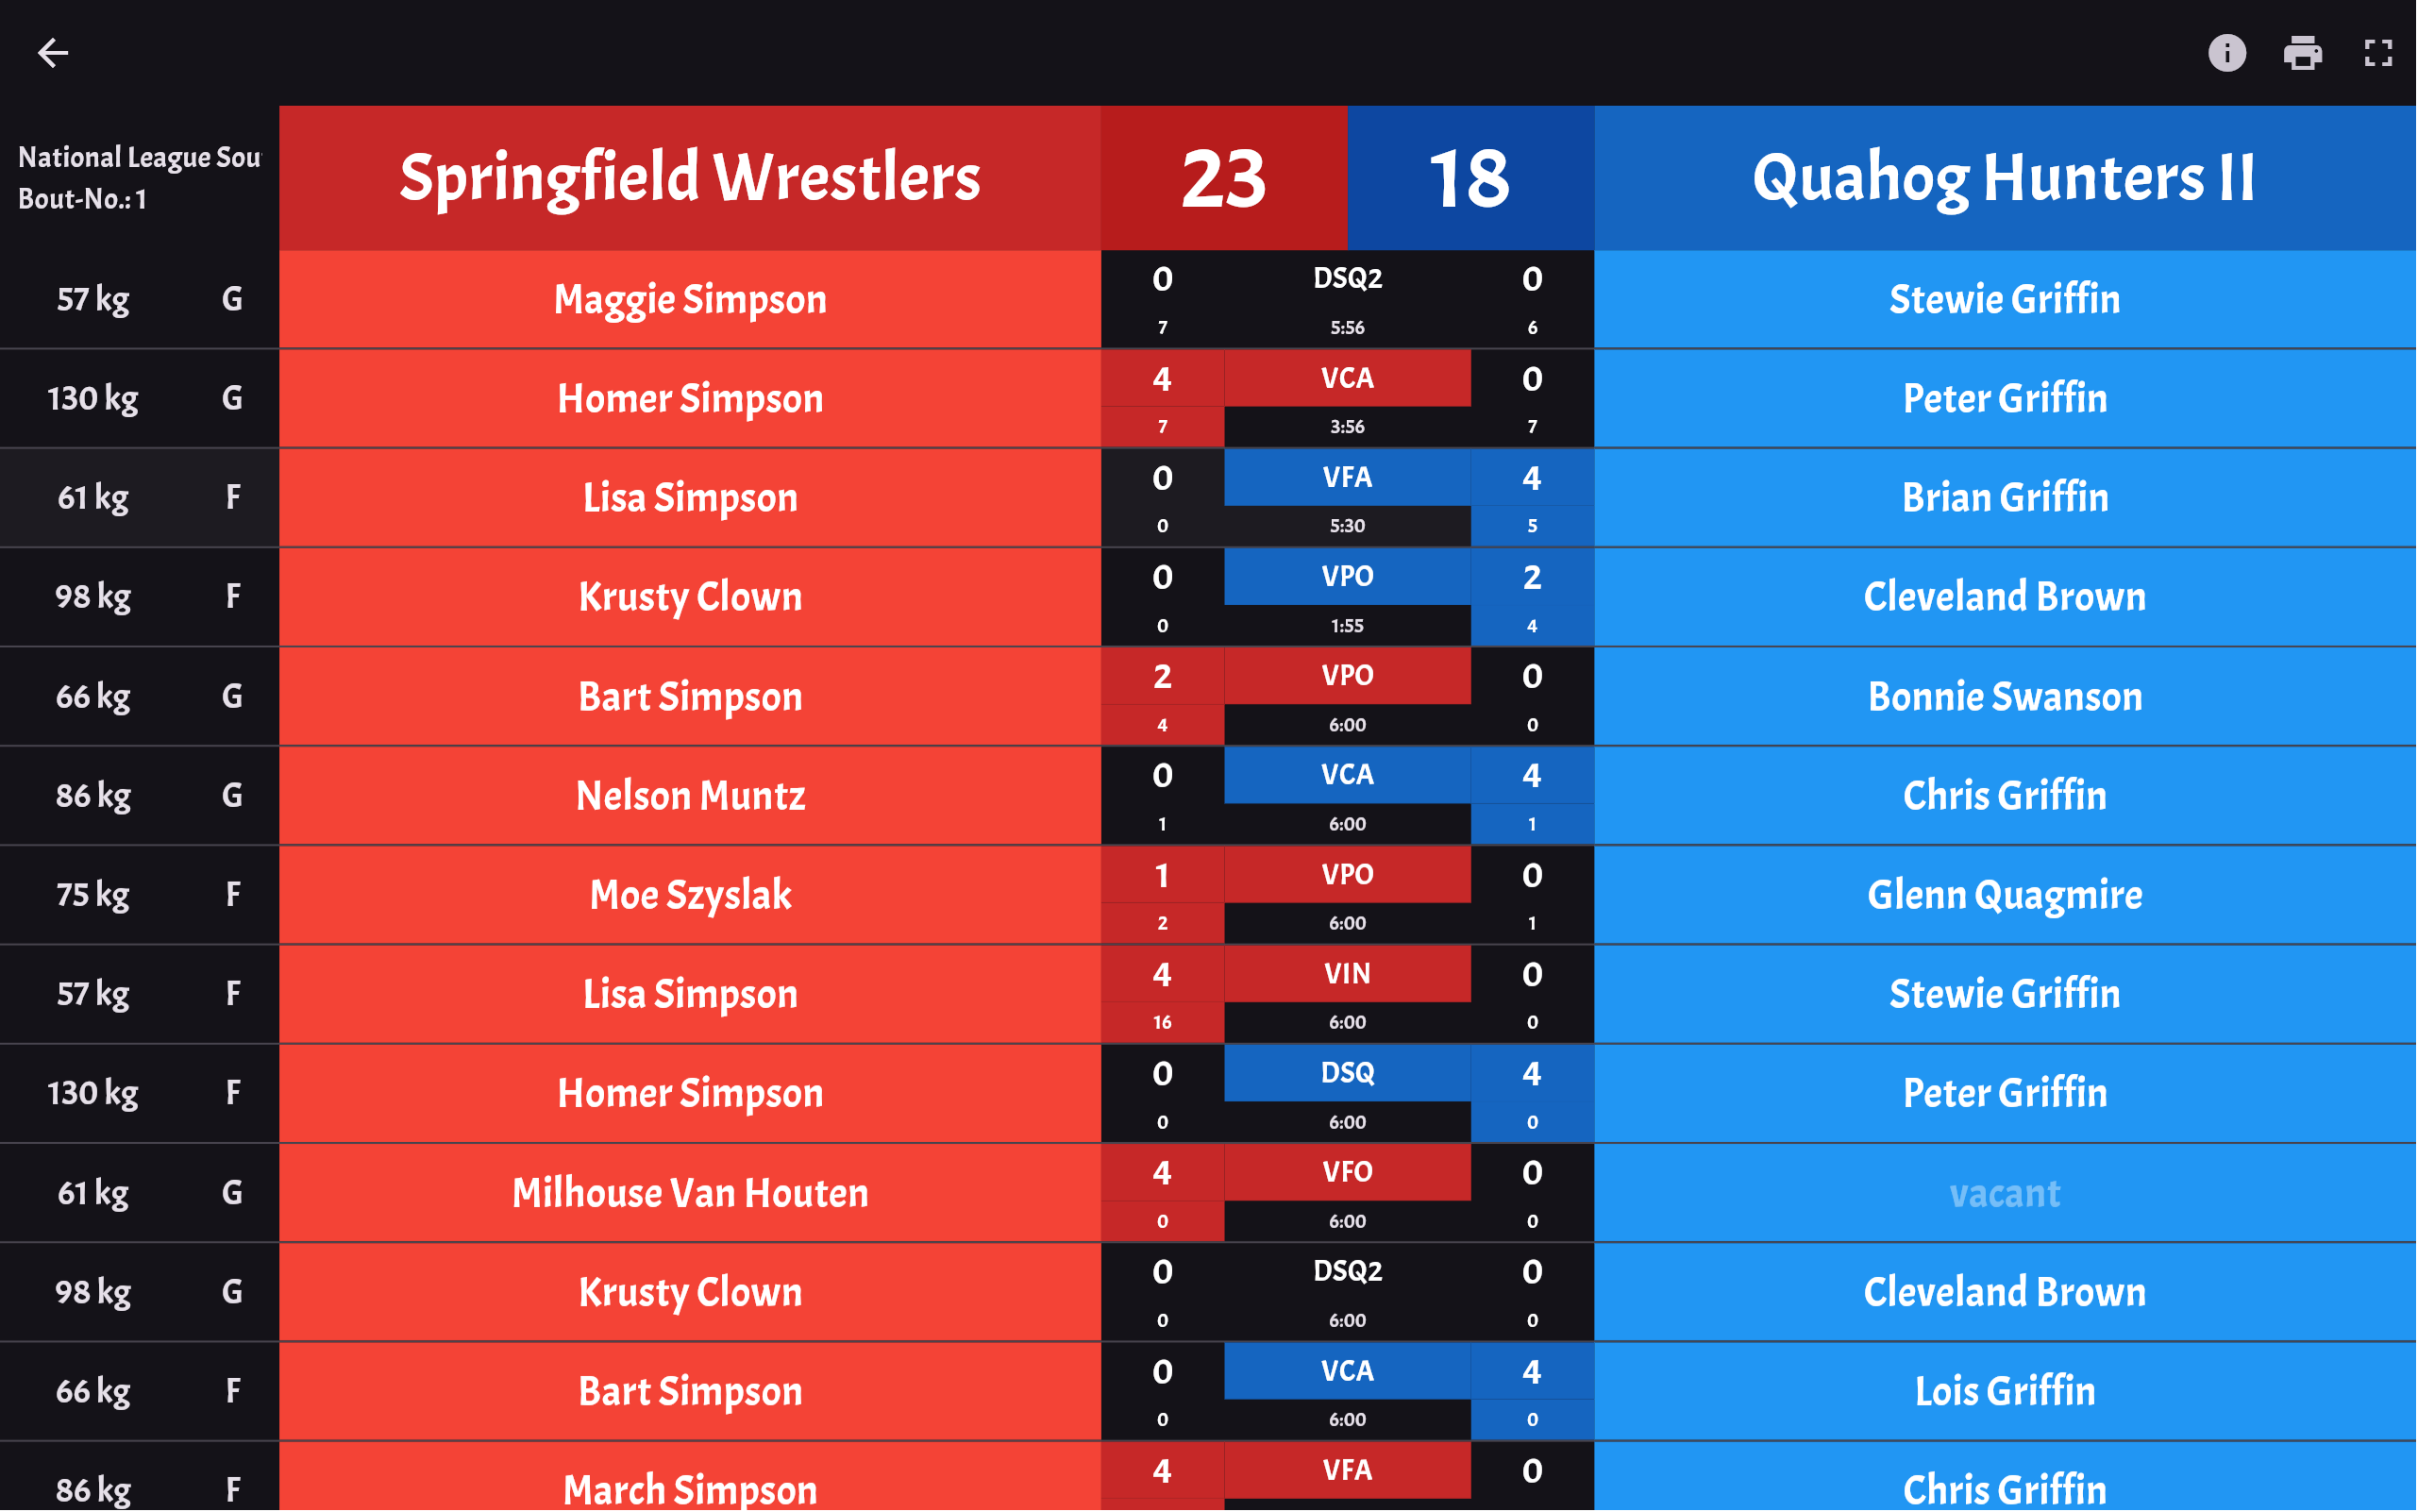 National League Sou
Bout-No.: 1
Springfield Wrestlers 23 18 Quahog Hunters II
57 kg G Maggie Simpson 0 DSQ2 0 Stewie Griffin
7 5:56 6
130 kg G Homer Simpson 4 VCA 0 Peter Griffin
7 3:56 7
61 kg F Lisa Simpson 0 VFA 4 Brian Griffin
0 5:30 5
98 kg F Krusty Clown 0 VPO 2 Cleveland Brown
0 1:55 4
66 kg G Bart Simpson 2 VPO 0 Bonnie Swanson
4 6:00 0
86 kg G Nelson Muntz 0 VCA 4 Chris Griffin
1 6:00 1
75 kg F Moe Szyslak 1 VPO 0 Glenn Quagmire
2 6:00 1
57 kg F Lisa Simpson 4 VIN 0 Stewie Griffin
16 6:00 0
130 kg F Homer Simpson 0 DSQ 4 Peter Griffin
0 6:00 0
61 kg G Milhouse Van Houten 4 VFO 0 vacant
0 6:00 0
98 kg G Krusty Clown 0 DSQ2 0 Cleveland Brown
0 6:00 0
66 kg F Bart Simpson 0 VCA 4 Lois Griffin
0 6:00 0
86 kg F March Simpson 4 VFA 0 Chris Griffin